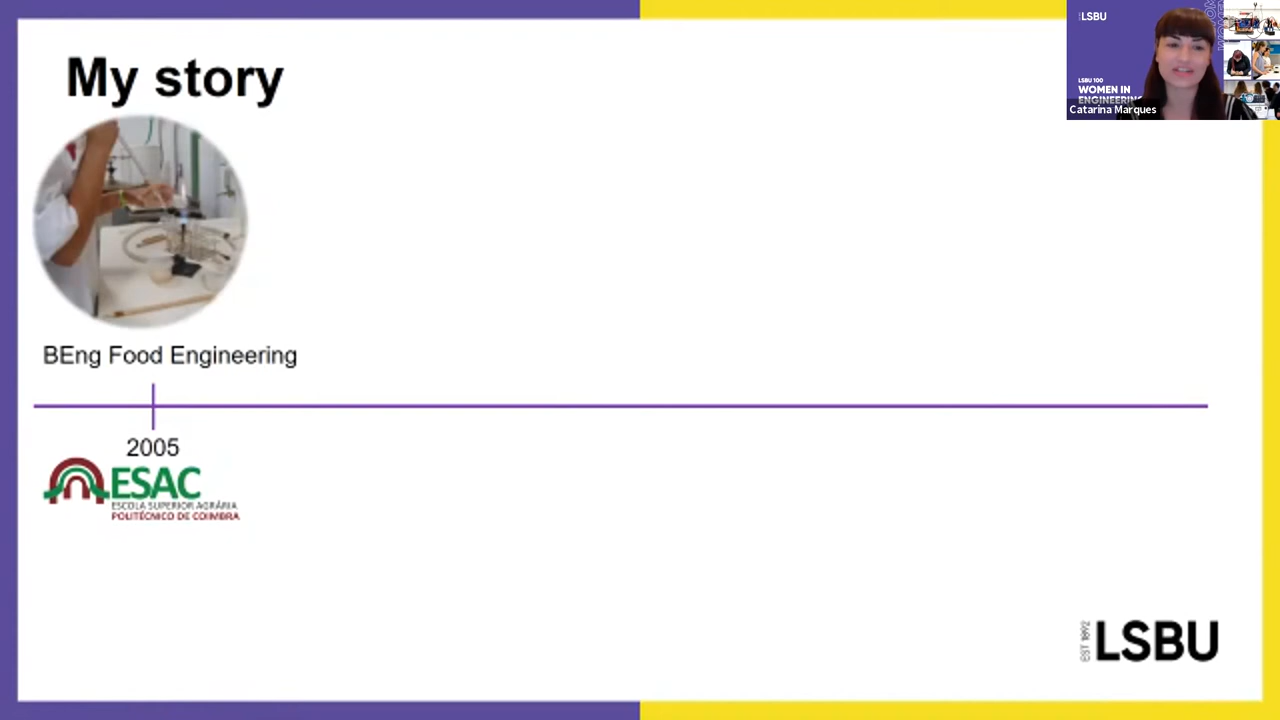 My story
LSBU
LSBU 100
WOMEN IN
ENGINEERING
Catarina Marques
BEng Food Engineering
2005
ESAC
ESCOLA SUPERIOR AGRÁRIA
POLITÉCNICO DE COIMBRA
EST 1892
LSBU